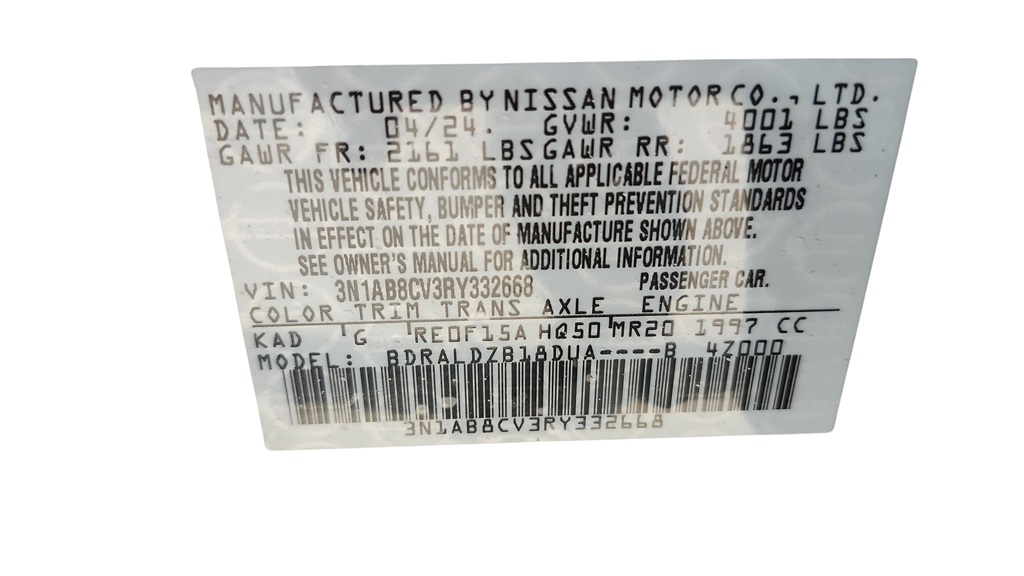 MANUFACTURED BY NISSAN MOTOR CO., LTD.
DATE: 04/24. GVWR: 4001 LBS
GAWR FR: 2161 LBS GAWR RR: 1863 LBS
THIS VEHICLE CONFORMS TO ALL APPLICABLE FEDERAL MOTOR
VEHICLE SAFETY, BUMPER AND THEFT PREVENTION STANDARDS
IN EFFECT ON THE DATE OF MANUFACTURE SHOWN ABOVE.
SEE OWNER'S MANUAL FOR ADDITIONAL INFORMATION.
VIN: 3N1AB8CV3RY332668 PASSENGER CAR.
COLOR TRIM TRANS AXLE ENGINE
KAD G RE0F15A HQ50 MR20 1997 CC
MODEL: BDRALDZB18DUA----B 4Z000
3N1AB8CV3RY332668